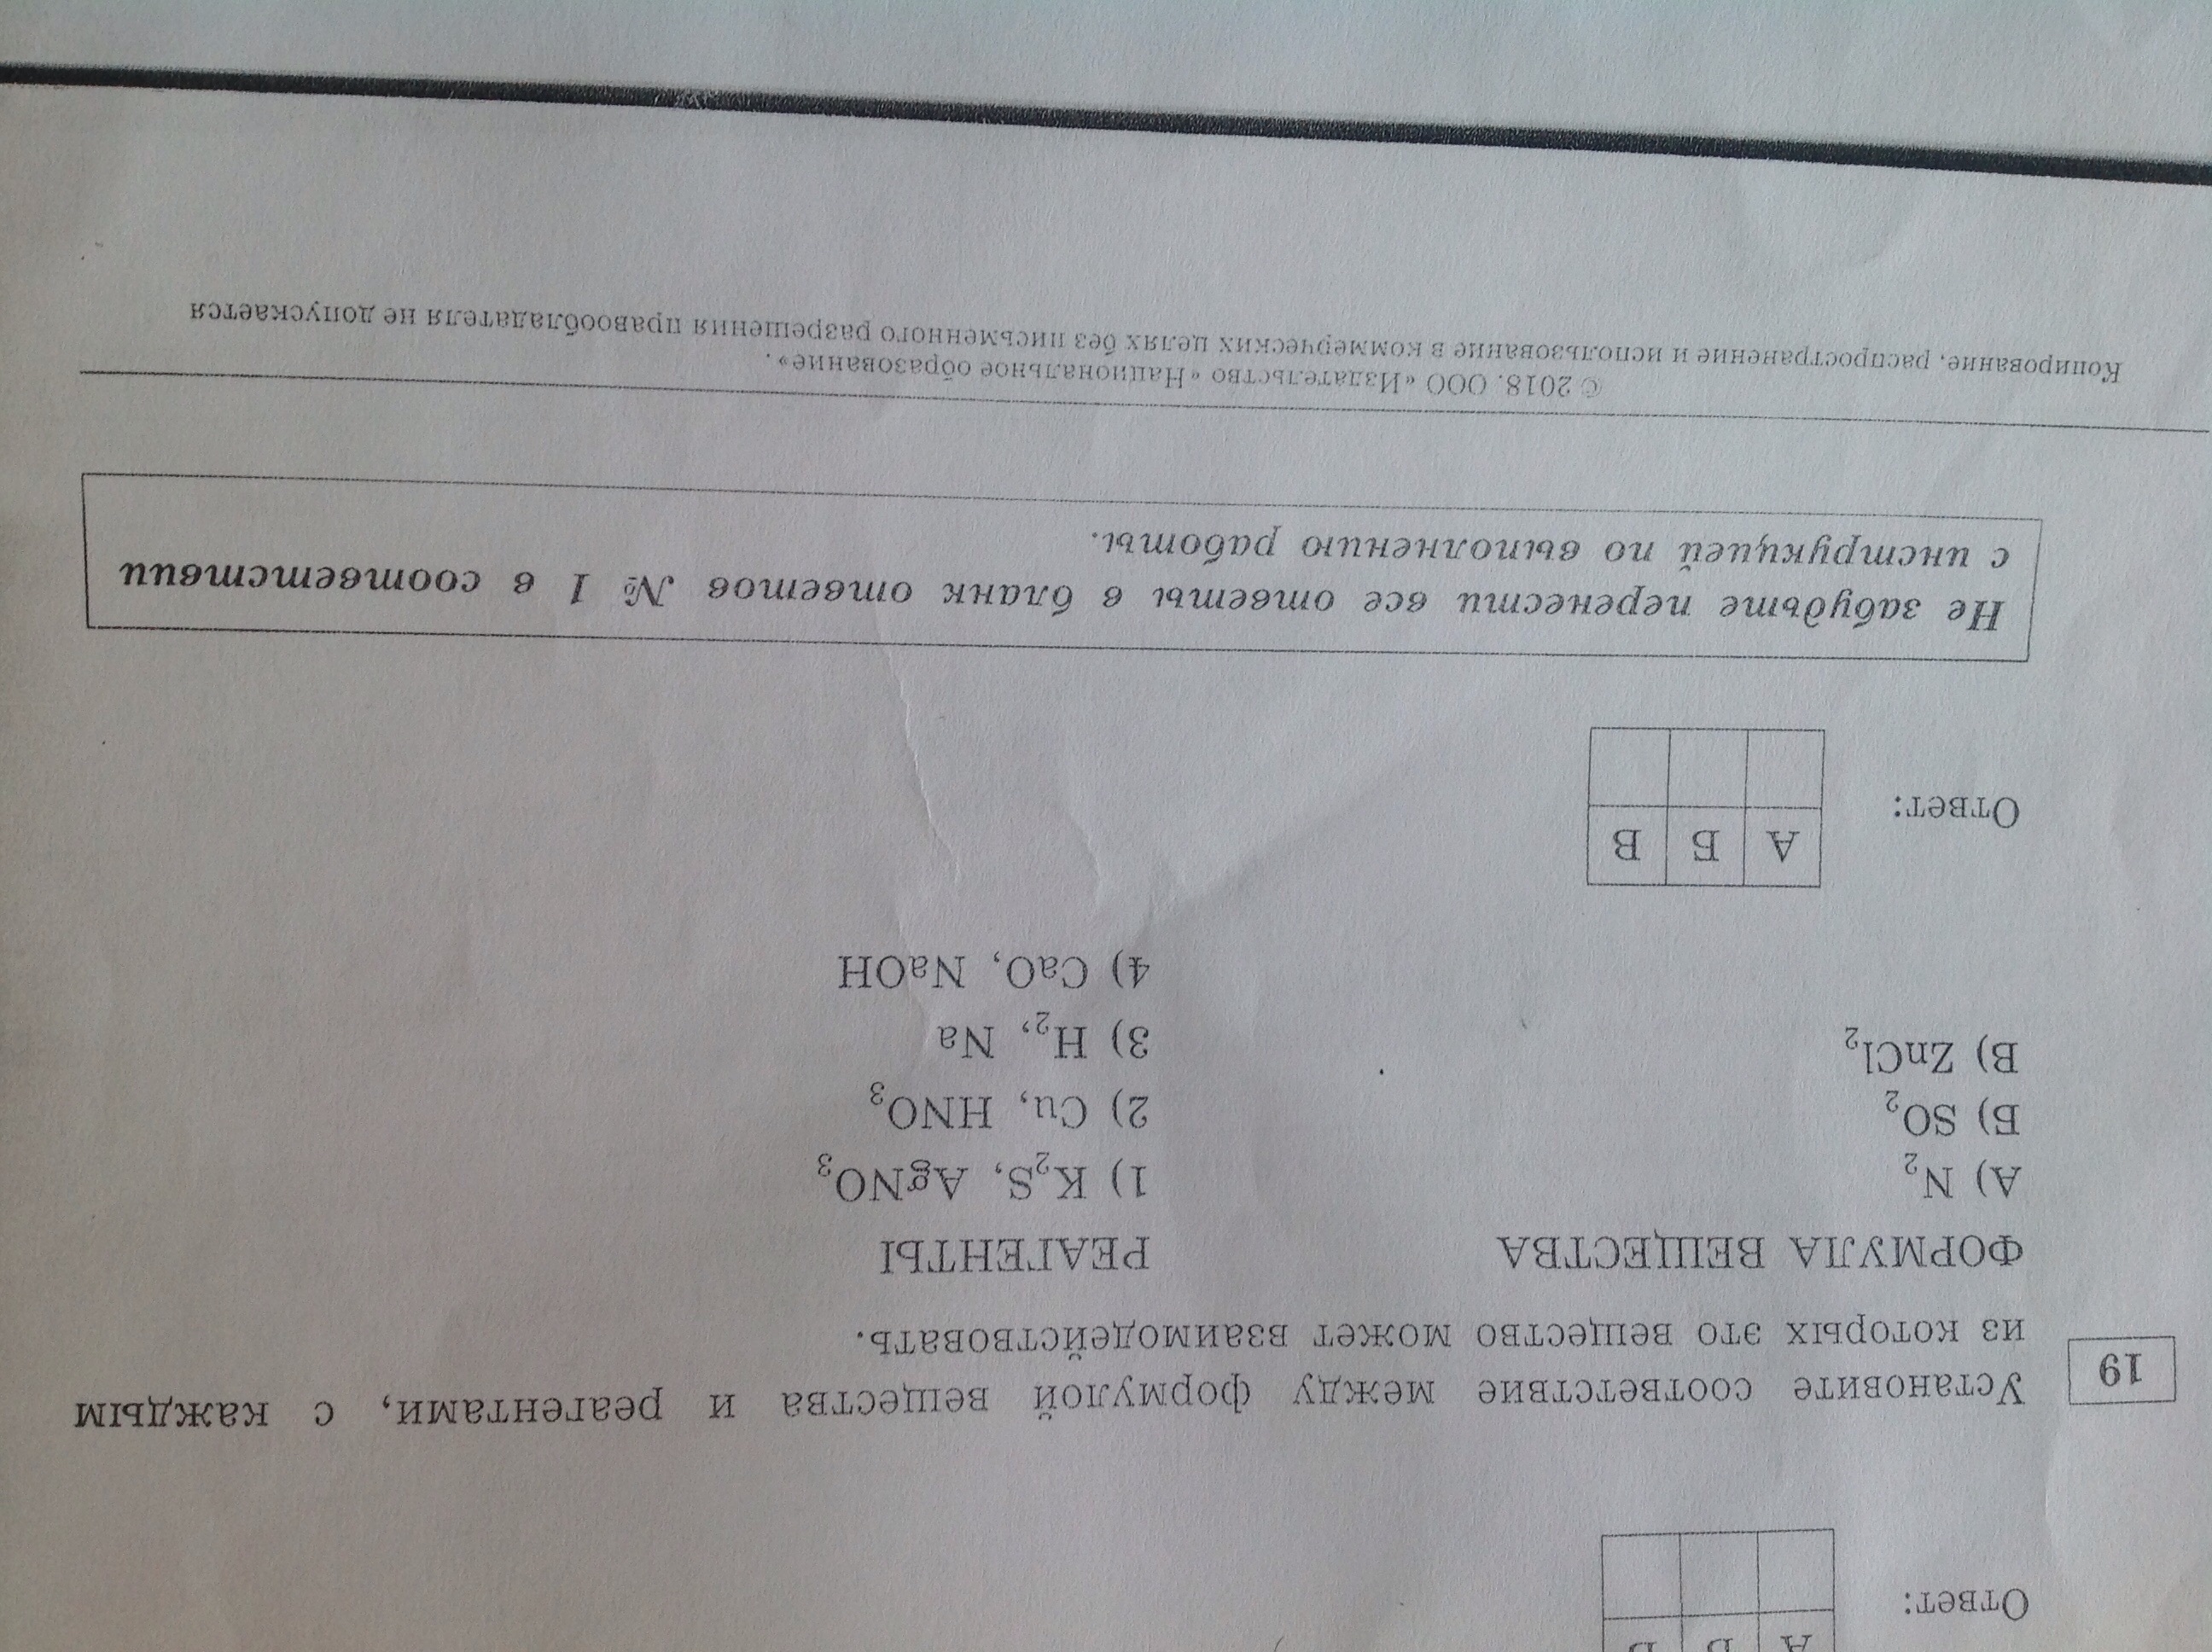 А Б В
Ответ:
19
Установите соответствие между формулой вещества и реагентами, с каждым
из которых это вещество может взаимодействовать.
ФОРМУЛА ВЕЩЕСТВА РЕАГЕНТЫ
А) N₂ 1) K₂S, AgNO₃
Б) SO₂ 2) Cu, HNO₃
В) ZnCl₂ 3) H₂, Na
4) CaO, NaOH
А Б В
Ответ:
Не забудьте перенести все ответы в бланк ответов № 1 в соответствии
с инструкцией по выполнению работы.
© 2018. ООО «Издательство «Национальное образование».
Копирование, распространение и использование в коммерческих целях без письменного разрешения правообладателя не допускается